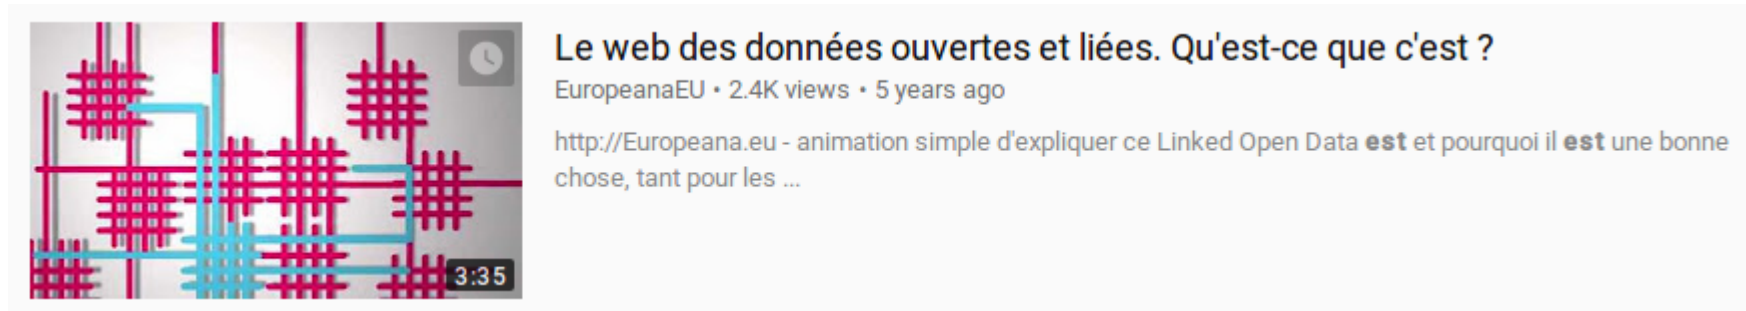 Le web des données ouvertes et liées. Qu'est-ce que c'est ?
EuropeanaEU • 2.4K views • 5 years ago
http://Europeana.eu - animation simple d'expliquer ce Linked Open Data est et pourquoi il est une bonne
chose, tant pour les ...
3:35